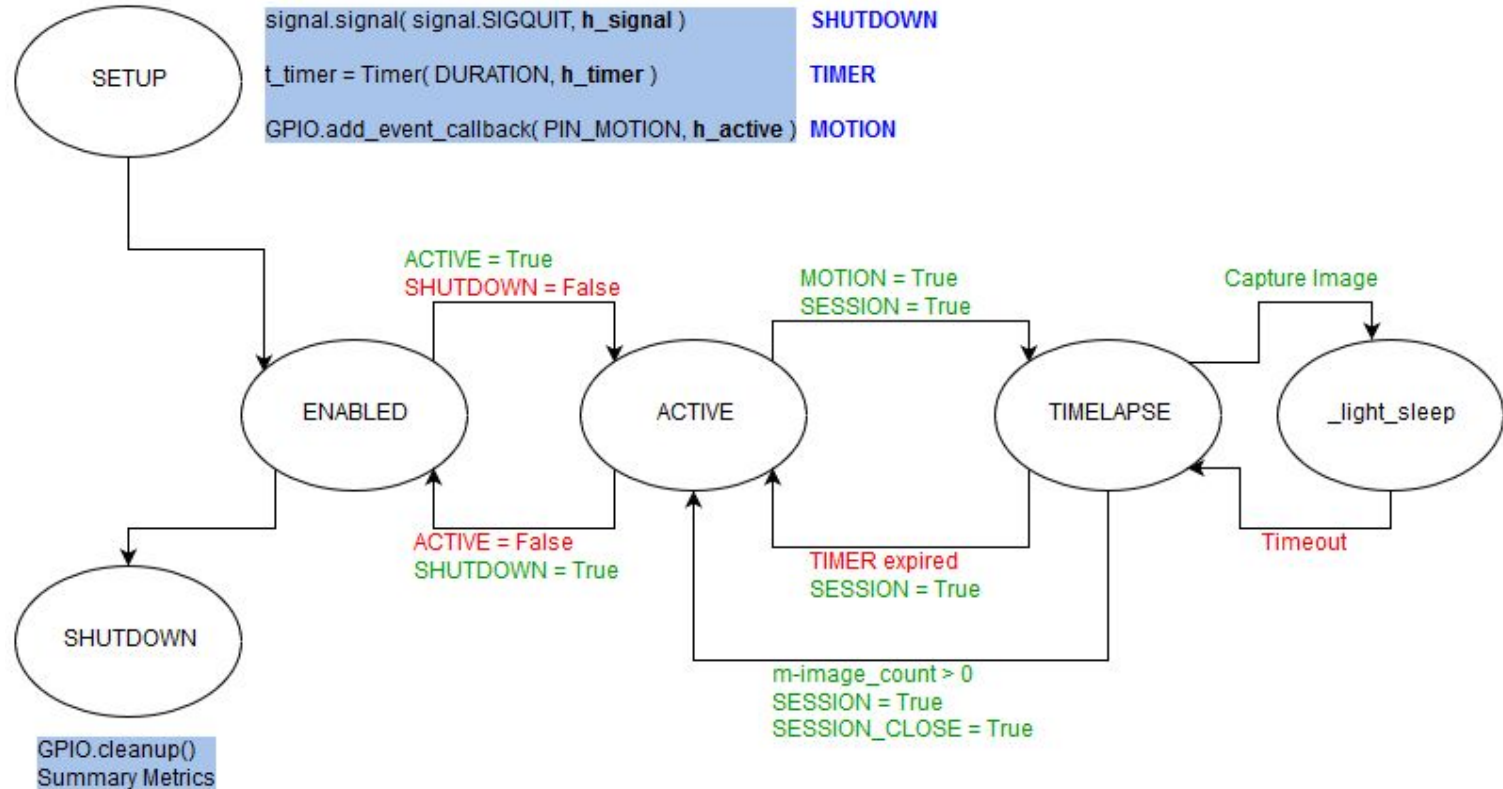 signal.signal( signal.SIGQUIT, h_signal ) SHUTDOWN
SETUP
t_timer = Timer( DURATION, h_timer ) TIMER
GPIO.add_event_callback( PIN_MOTION, h_active ) MOTION
ACTIVE = True
SHUTDOWN = False
MOTION = True
SESSION = True
Capture Image
ENABLED
ACTIVE
TIMELAPSE
_light_sleep
ACTIVE = False
SHUTDOWN = True
TIMER expired
SESSION = True
Timeout
SHUTDOWN
m-image_count > 0
SESSION = True
SESSION_CLOSE = True
GPIO.cleanup()
Summary Metrics